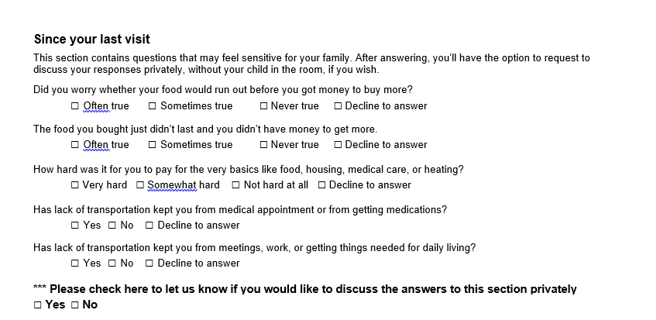 Since your last visit
This section contains questions that may feel sensitive for your family. After answering, you'll have the option to request to
discuss your responses privately, without your child in the room, if you wish.
Did you worry whether your food would run out before you got money to buy more?
☐ Often true ☐ Sometimes true ☐ Never true ☐ Decline to answer
The food you bought just didn't last and you didn't have money to get more.
☐ Often true ☐ Sometimes true ☐ Never true ☐ Decline to answer
How hard was it for you to pay for the very basics like food, housing, medical care, or heating?
☐ Very hard ☐ Somewhat hard ☐ Not hard at all ☐ Decline to answer
Has lack of transportation kept you from medical appointment or from getting medications?
☐ Yes ☐ No ☐ Decline to answer
Has lack of transportation kept you from meetings, work, or getting things needed for daily living?
☐ Yes ☐ No ☐ Decline to answer
*** Please check here to let us know if you would like to discuss the answers to this section privately
☐ Yes ☐ No